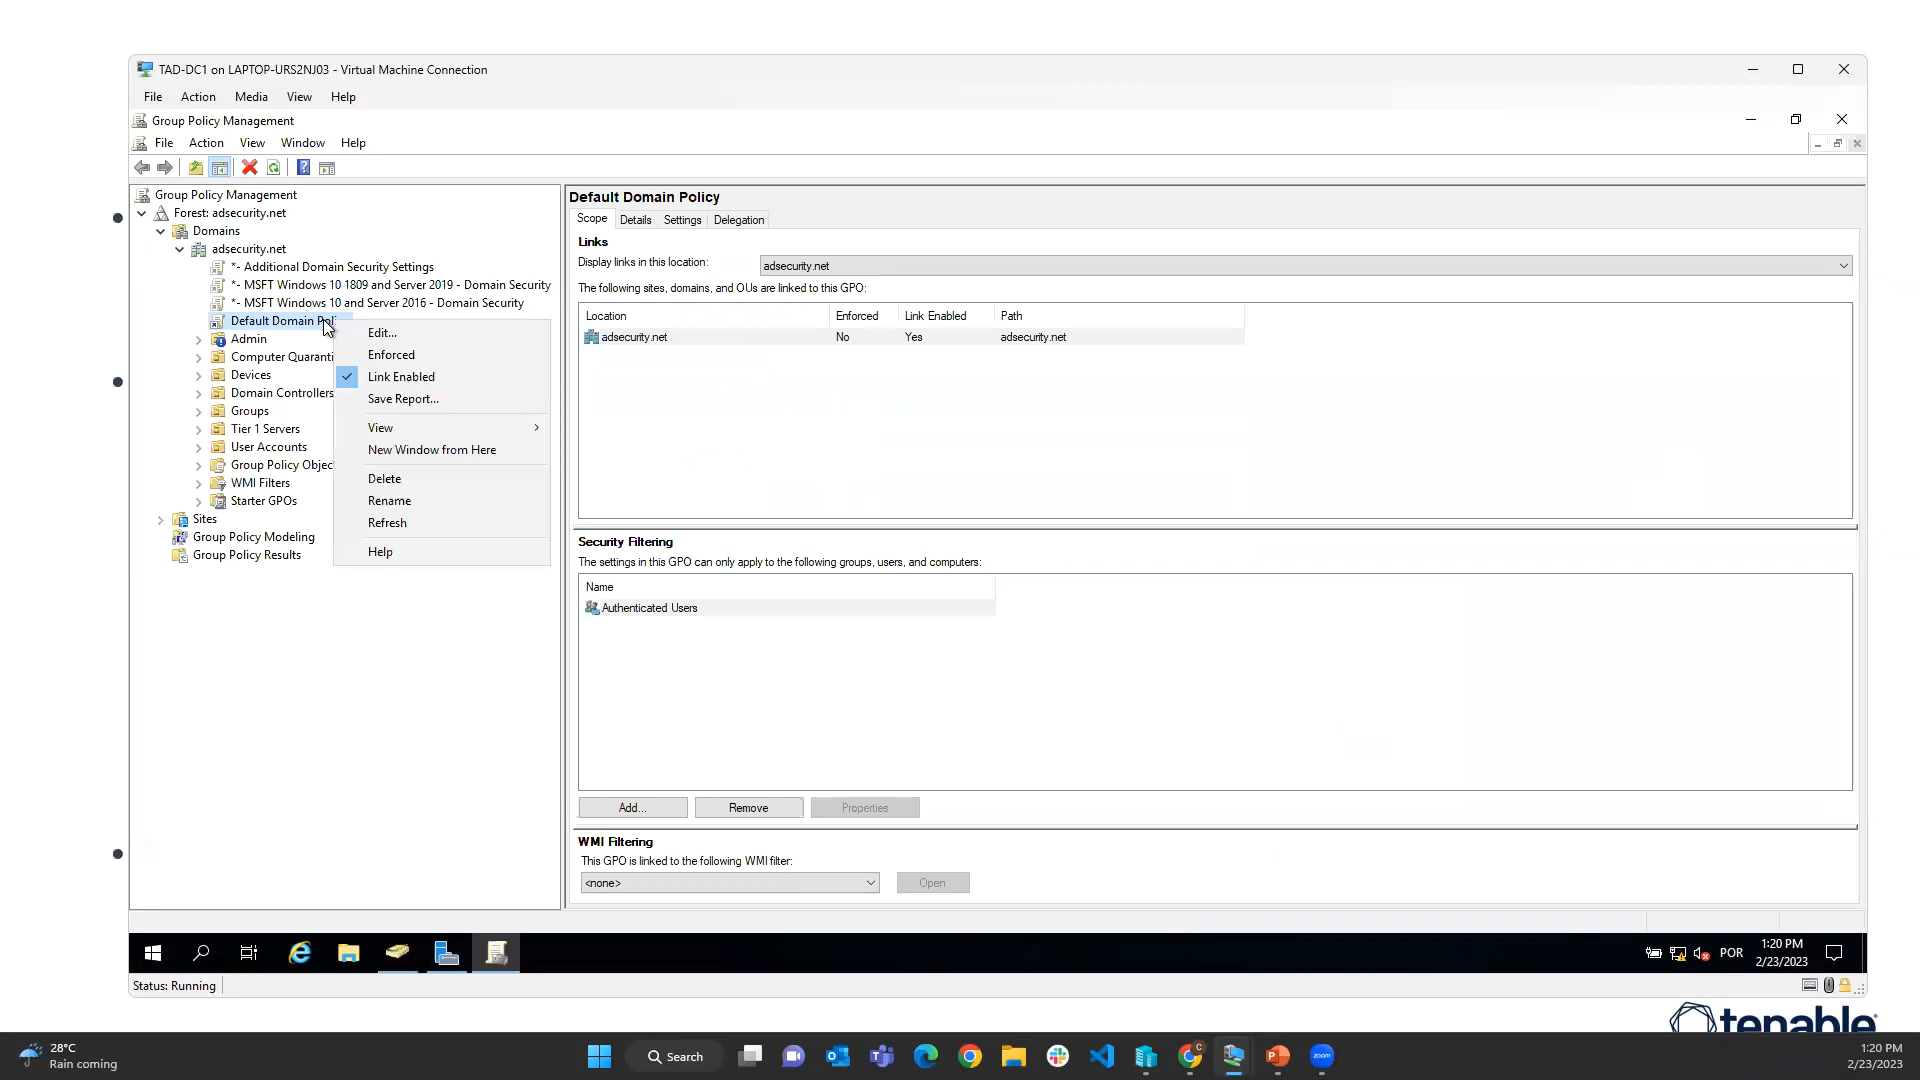 TAD-DC1 on LAPTOP-URS2NJ03 - Virtual Machine Connection
File Action Media View Help
Group Policy Management
File Action View Window Help
Group Policy Management
Forest: adsecurity.net
Domains
adsecurity.net
*- Additional Domain Security Settings
*- MSFT Windows 10 1809 and Server 2019 - Domain Security
*- MSFT Windows 10 and Server 2016 - Domain Security
Default Domain Poli
Admin
Computer Quaranti
Devices
Domain Controllers
Groups
Tier 1 Servers
User Accounts
Group Policy Objec
WMI Filters
Starter GPOs
Sites
Group Policy Modeling
Group Policy Results
Edit...
Enforced
Link Enabled
Save Report...
View
New Window from Here
Delete
Rename
Refresh
Help
Default Domain Policy
Scope Details Settings Delegation
Links
Display links in this location: adsecurity.net
The following sites, domains, and OUs are linked to this GPO:
Location Enforced Link Enabled Path
adsecurity.net No Yes adsecurity.net
Security Filtering
The settings in this GPO can only apply to the following groups, users, and computers:
Name
Authenticated Users
Add... Remove Properties
WMI Filtering
This GPO is linked to the following WMI filter:
<none> Open
POR 1:20 PM
2/23/2023
Status: Running
tenable
28°C
Rain coming
Search
zoom
1:20 PM
2/23/2023